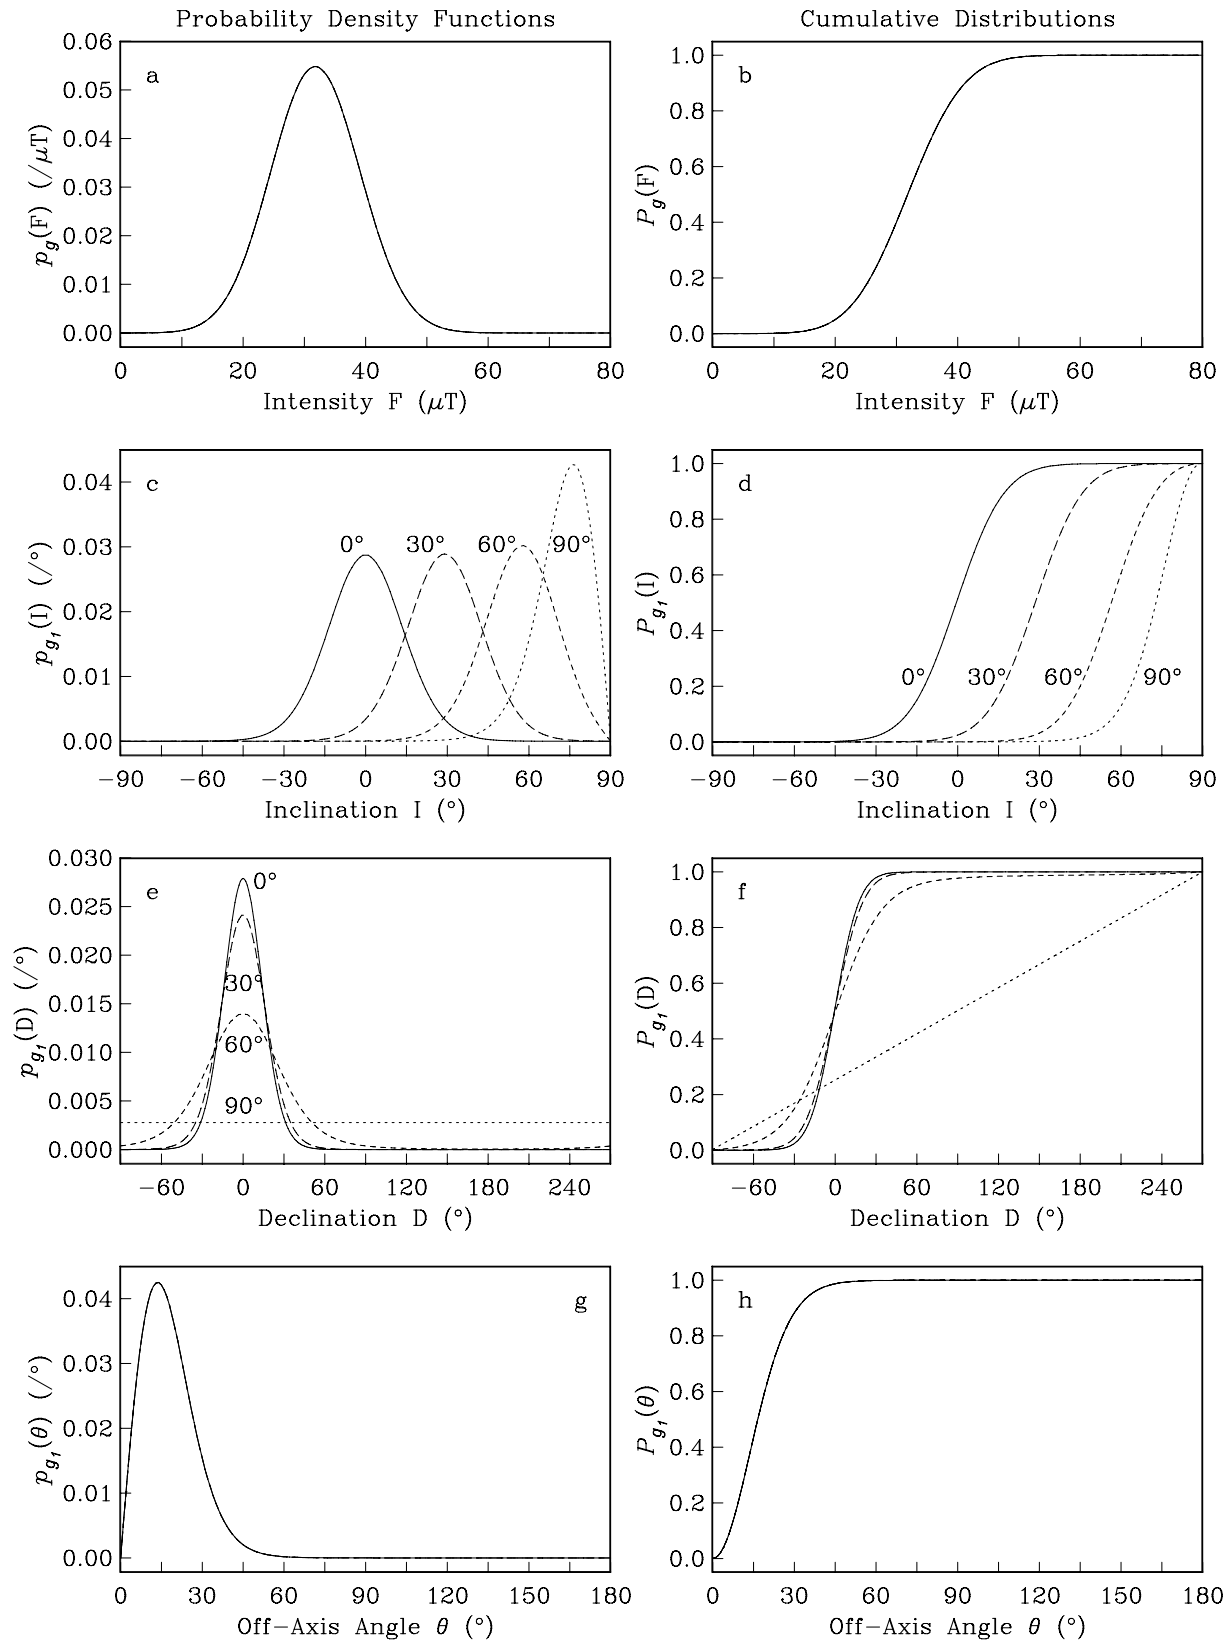 Probability Density Functions
Cumulative Distributions
a
0.06
0.05
0.04
0.03
0.02
0.01
0.00
p_g(F) (/μT)
0 20 40 60 80
Intensity F (μT)
b
1.0
0.8
0.6
0.4
0.2
0.0
P_g(F)
0 20 40 60 80
Intensity F (μT)
c
0.04
0.03
0.02
0.01
0.00
p_g1(I) (/°)
0° 30° 60° 90°
−90 −60 −30 0 30 60 90
Inclination I (°)
d
1.0
0.8
0.6
0.4
0.2
0.0
P_g1(I)
0° 30° 60° 90°
−90 −60 −30 0 30 60 90
Inclination I (°)
e
0.030
0.025
0.020
0.015
0.010
0.005
0.000
p_g1(D) (/°)
0°
30°
60°
90°
−60 0 60 120 180 240
Declination D (°)
f
1.0
0.8
0.6
0.4
0.2
0.0
P_g1(D)
−60 0 60 120 180 240
Declination D (°)
g
0.04
0.03
0.02
0.01
0.00
p_g1(θ) (/°)
0 30 60 90 120 150 180
Off−Axis Angle θ (°)
h
1.0
0.8
0.6
0.4
0.2
0.0
P_g1(θ)
0 30 60 90 120 150 180
Off−Axis Angle θ (°)